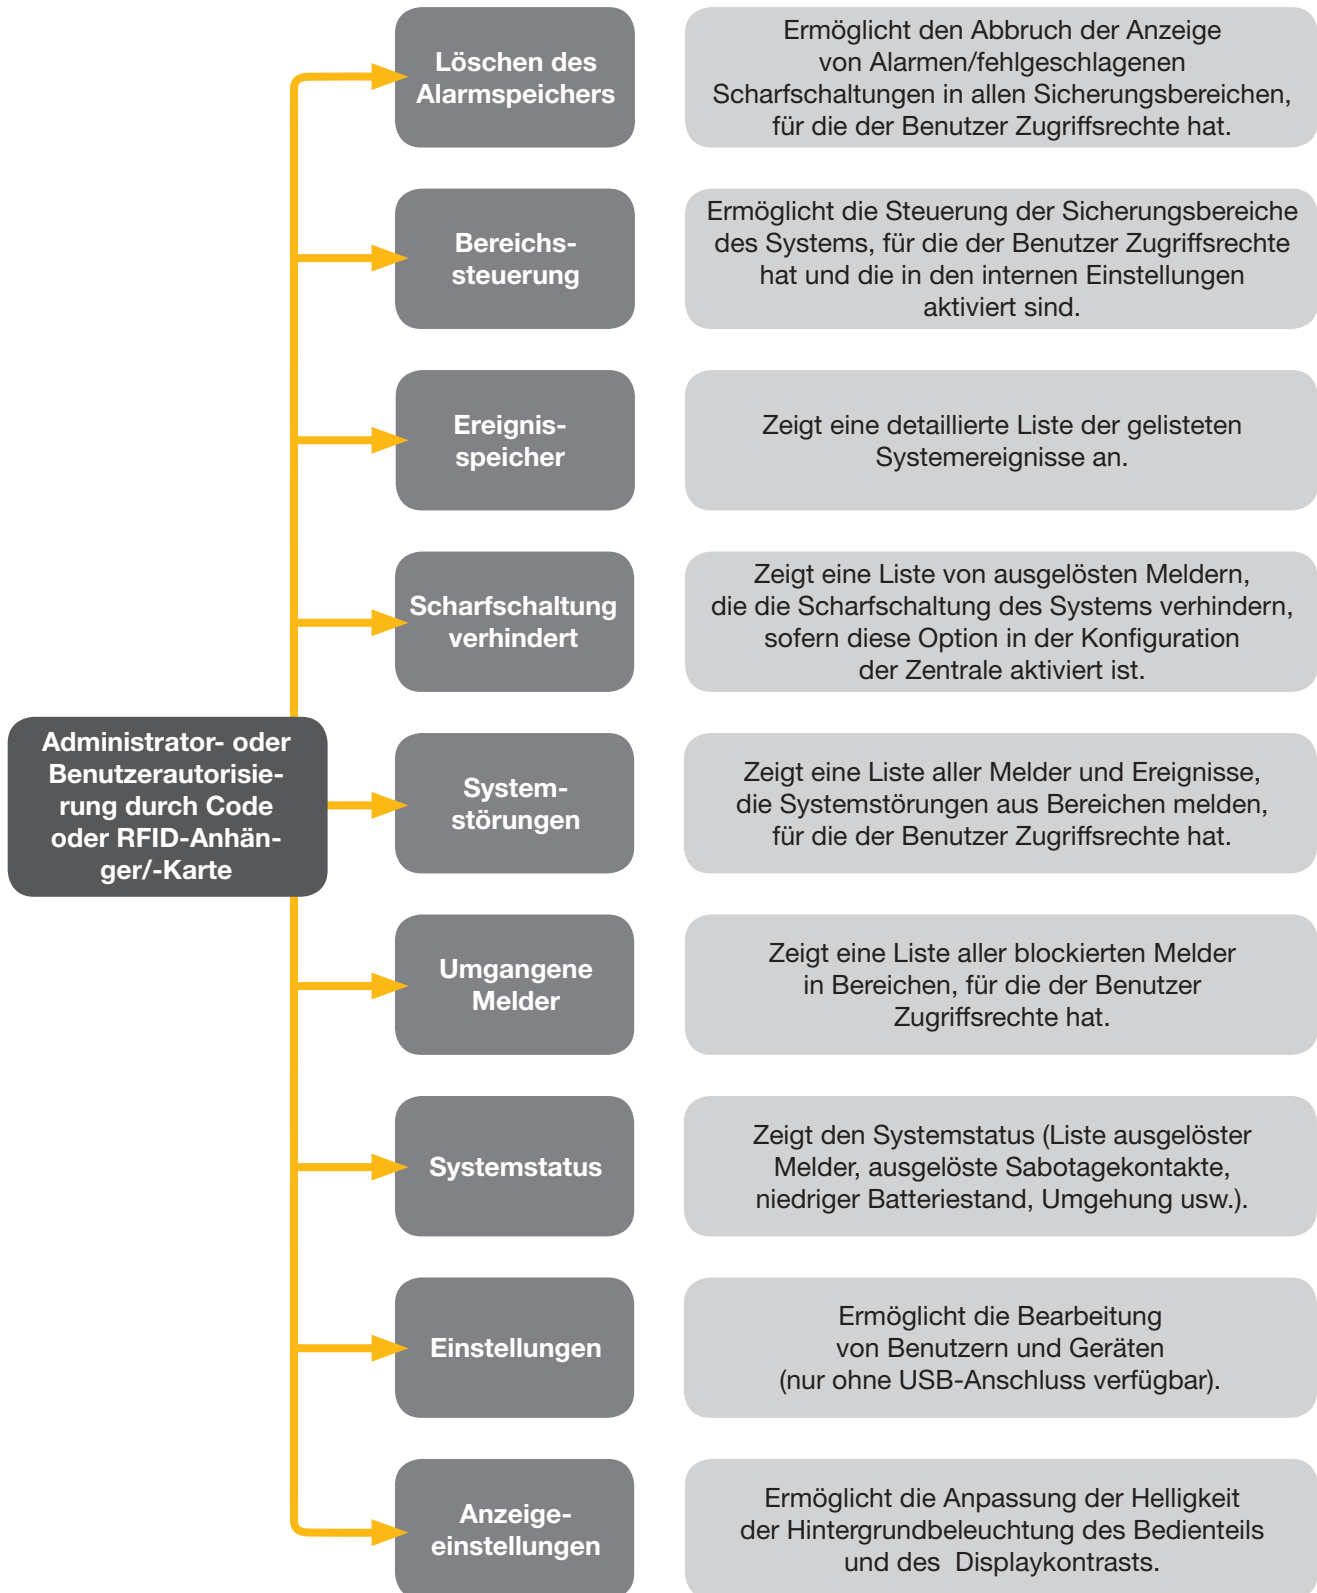 Löschen des
Alarmspeichers
Ermöglicht den Abbruch der Anzeige
von Alarmen/fehlgeschlagenen
Scharfschaltungen in allen Sicherungsbereichen,
für die der Benutzer Zugriffsrechte hat.
Bereichs-
steuerung
Ermöglicht die Steuerung der Sicherungsbereiche
des Systems, für die der Benutzer Zugriffsrechte
hat und die in den internen Einstellungen
aktiviert sind.
Ereignis-
speicher
Zeigt eine detaillierte Liste der gelisteten
Systemereignisse an.
Scharfschaltung
verhindert
Zeigt eine Liste von ausgelösten Meldern,
die die Scharfschaltung des Systems verhindern,
sofern diese Option in der Konfiguration
der Zentrale aktiviert ist.
Administrator- oder
Benutzerautorisie-
rung durch Code
oder RFID-Anhän-
ger/-Karte
System-
störungen
Zeigt eine Liste aller Melder und Ereignisse,
die Systemstörungen aus Bereichen melden,
für die der Benutzer Zugriffsrechte hat.
Umgangene
Melder
Zeigt eine Liste aller blockierten Melder
in Bereichen, für die der Benutzer
Zugriffsrechte hat.
Systemstatus
Zeigt den Systemstatus (Liste ausgelöster
Melder, ausgelöste Sabotagekontakte,
niedriger Batteriestand, Umgehung usw.).
Einstellungen
Ermöglicht die Bearbeitung
von Benutzern und Geräten
(nur ohne USB-Anschluss verfügbar).
Anzeige-
einstellungen
Ermöglicht die Anpassung der Helligkeit
der Hintergrundbeleuchtung des Bedienteils
und des  Displaykontrasts.